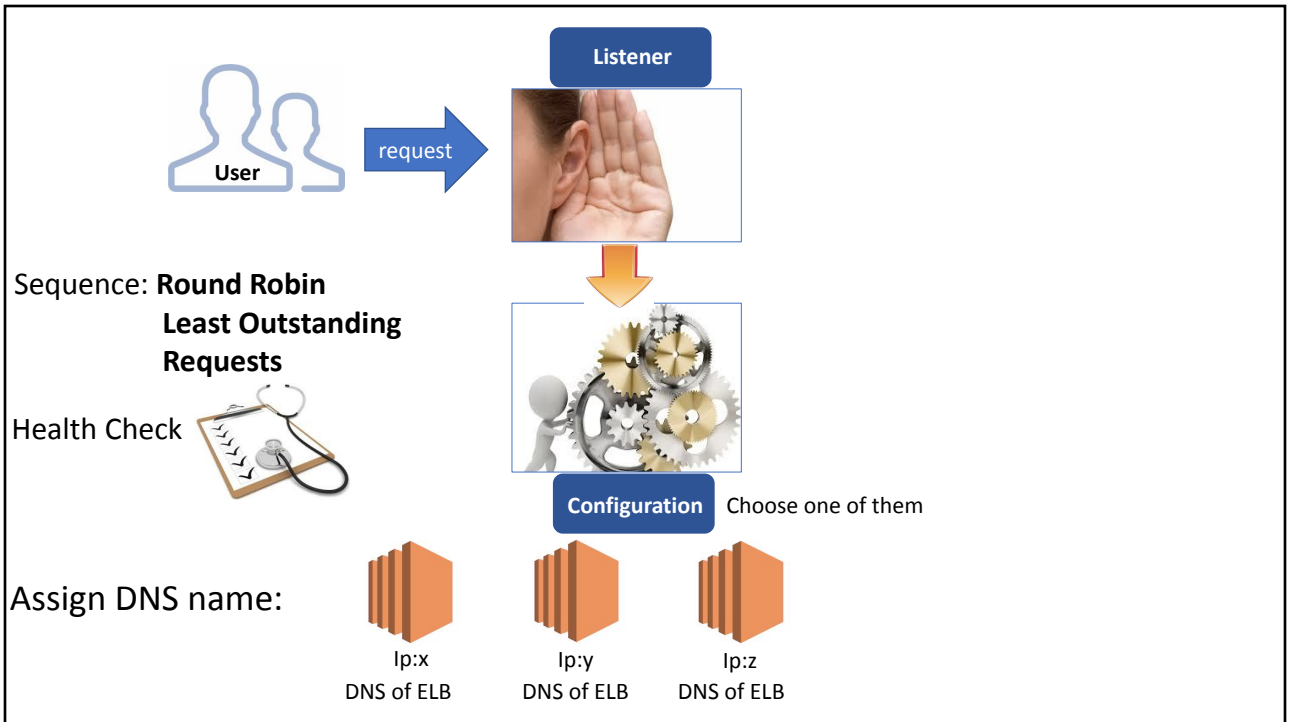 Listener
request
User
Sequence: Round Robin
Least Outstanding
Requests
Health Check
Configuration
Choose one of them
Assign DNS name:
Ip:x
Ip:y
Ip:z
DNS of ELB
DNS of ELB
DNS of ELB